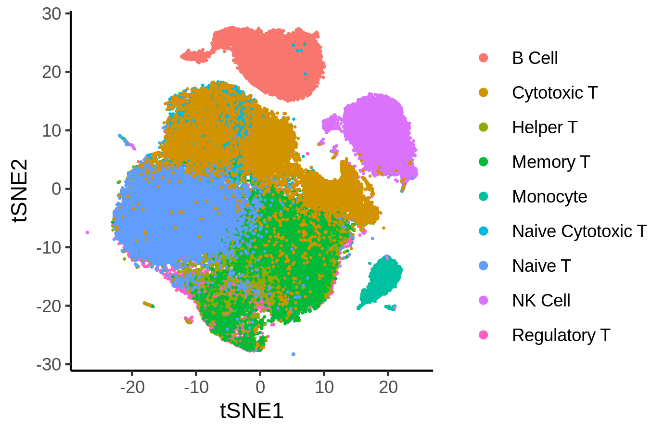 30
20
10
0
-10
-20
-30
tSNE2
-20 -10 0 10 20
tSNE1
B Cell
Cytotoxic T
Helper T
Memory T
Monocyte
Naive Cytotoxic T
Naive T
NK Cell
Regulatory T